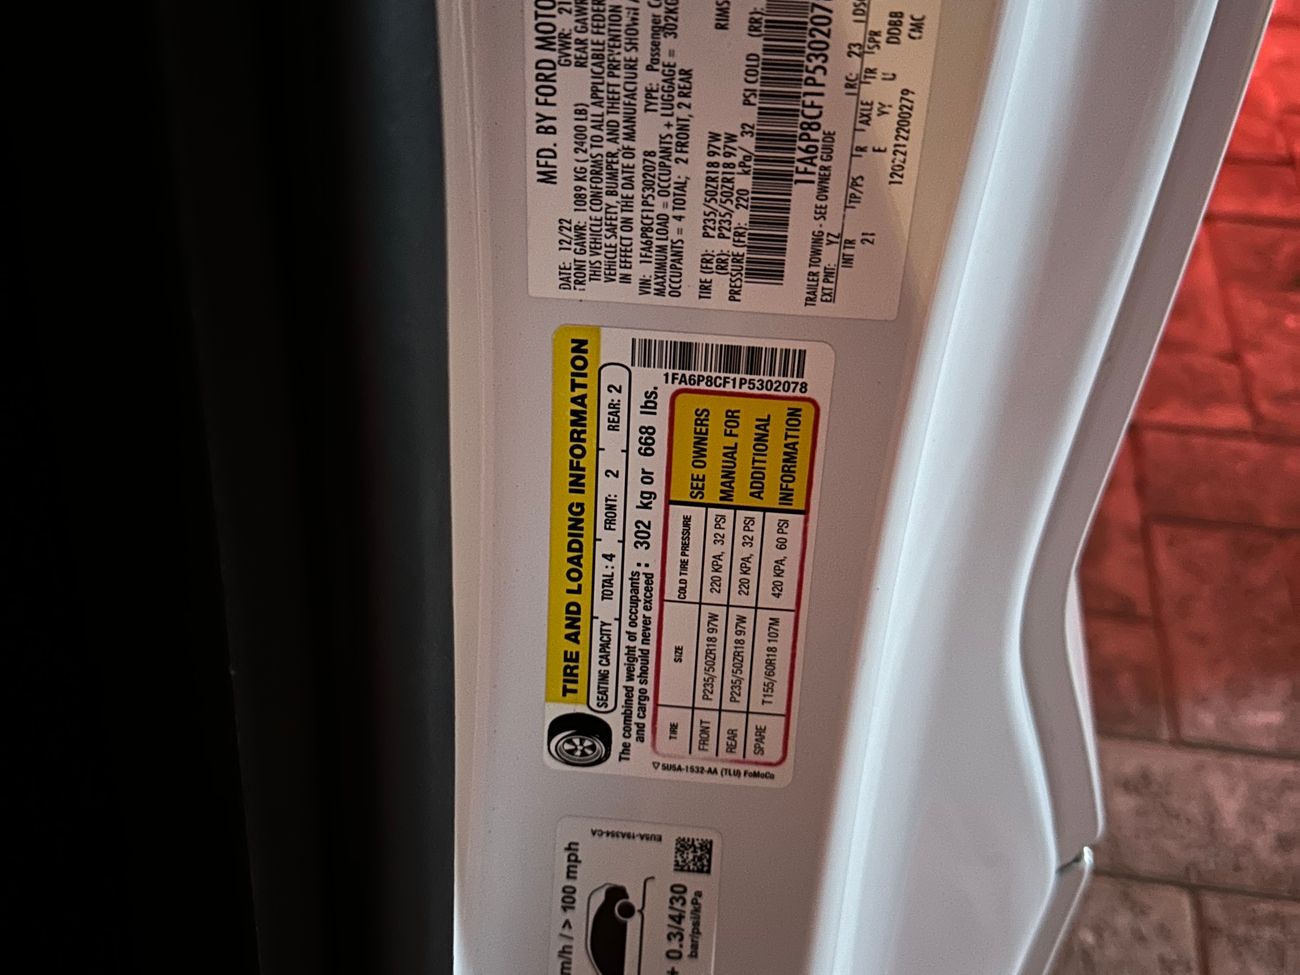 MFD. BY FORD MOTO
DATE: 12/22 GVWR: 21
FRONT GAWR: 1089 KG ( 2400 LB) REAR GAWR
THIS VEHICLE CONFORMS TO ALL APPLICABLE FEDER
VEHICLE SAFETY, BUMPER, AND THEFT PREVENTION
IN EFFECT ON THE DATE OF MANUFACTURE SHOWN A
VIN: 1FA6P8CF1P5302078 TYPE: Passenger C
MAXIMUM LOAD = OCCUPANTS + LUGGAGE = 302KG
OCCUPANTS = 4 TOTAL; 2 FRONT, 2 REAR
TIRE (FR): P235/50ZR18 97W RIMS
(RR): P235/50ZR18 97W
PRESSURE (FR): 220 kPa/ 32 PSI COLD (RR):
1FA6P8CF1P530207
TRAILER TOWING - SEE OWNER GUIDE
EXT PNT: YZ RC: 23 DSO
INT TR TP/PS R AXLE TR SPR
21 E YY U DDBB
1202212200279 CMC
TIRE AND LOADING INFORMATION
SEATING CAPACITY TOTAL: 4 FRONT: 2 REAR: 2
The combined weight of occupants
and cargo should never exceed : 302 kg or 668 lbs.
1FA6P8CF1P5302078
TIRE SIZE COLD TIRE PRESSURE
FRONT P235/50ZR18 97W 220 KPA, 32 PSI
REAR P235/50ZR18 97W 220 KPA, 32 PSI
SPARE T155/60R18 107M 420 KPA, 60 PSI
SEE OWNERS
MANUAL FOR
ADDITIONAL
INFORMATION
5U5A-1532-AA (TLU) FoMoCo
m/h / > 100 mph
+ 0.3/4/30
bar/psi/kPa